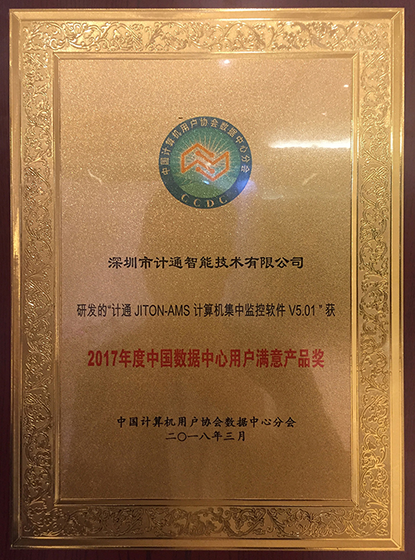 中国计算机用户协会数据中心分会
CCDC
深圳市计通智能技术有限公司
研发的“计通 JITON-AMS 计算机集中监控软件 V5.01 ”获
2017年度中国数据中心用户满意产品奖
中国计算机用户协会数据中心分会
二〇一八年三月